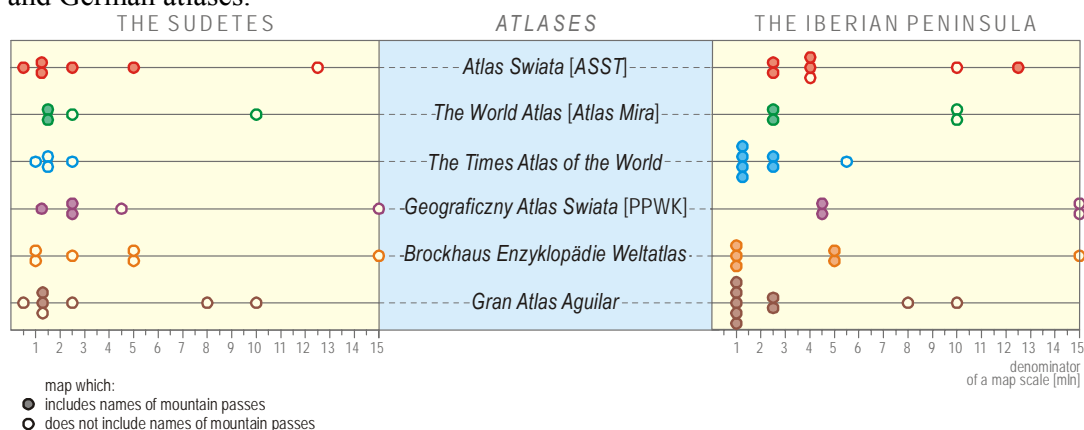 and German atlases.
THE SUDETES ATLASES THE IBERIAN PENINSULA
Atlas Swiata [ASST]
The World Atlas [Atlas Mira]
The Times Atlas of the World
Geograficzny Atlas Swiata [PPWK]
Brockhaus Enzyklopädie Weltatlas
Gran Atlas Aguilar
1 2 3 4 5 6 7 8 9 10 11 12 13 14 15 1 2 3 4 5 6 7 8 9 10 11 12 13 14 15
denominator
of a map scale [mln]
map which:
includes names of mountain passes
does not include names of mountain passes